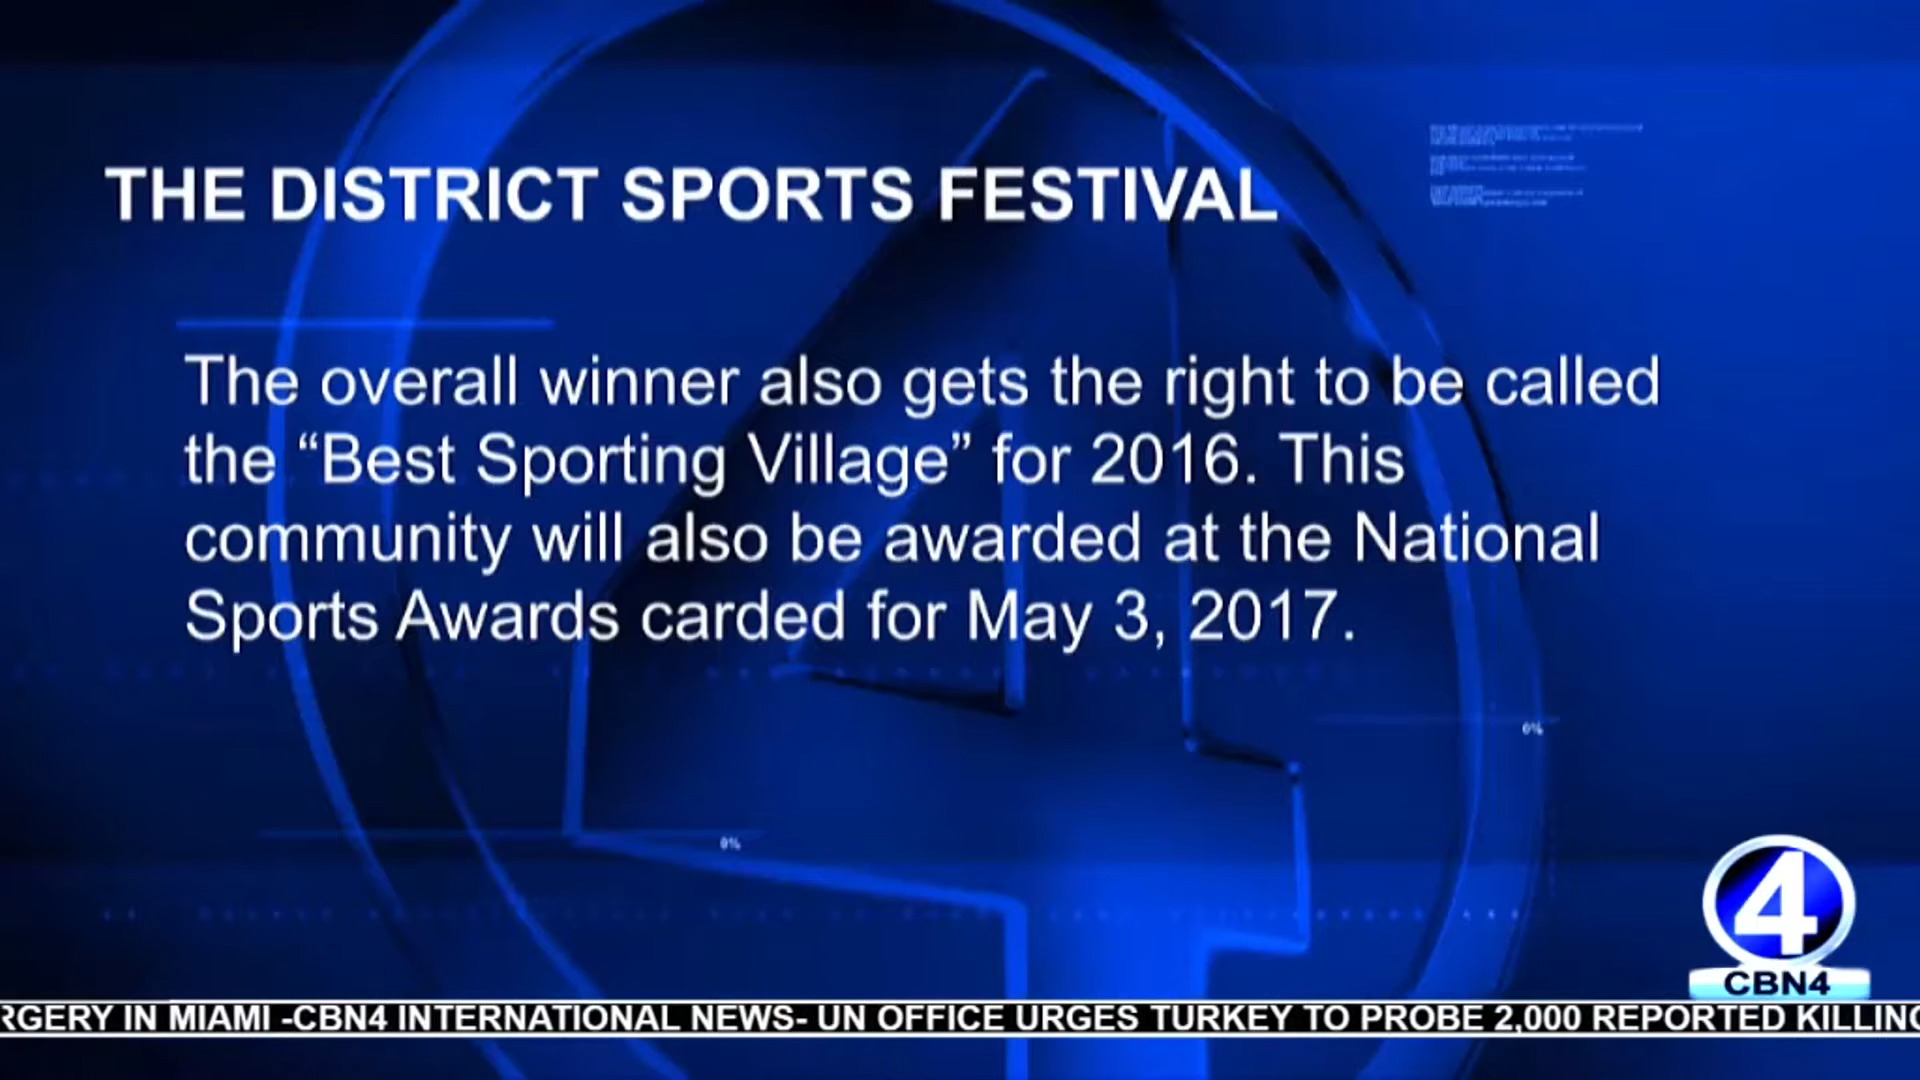 THE DISTRICT SPORTS FESTIVAL
The overall winner also gets the right to be called
the “Best Sporting Village” for 2016. This
community will also be awarded at the National
Sports Awards carded for May 3, 2017.
0%
0%
4
CBN4
RGERY IN MIAMI -CBN4 INTERNATIONAL NEWS- UN OFFICE URGES TURKEY TO PROBE 2,000 REPORTED KILLING